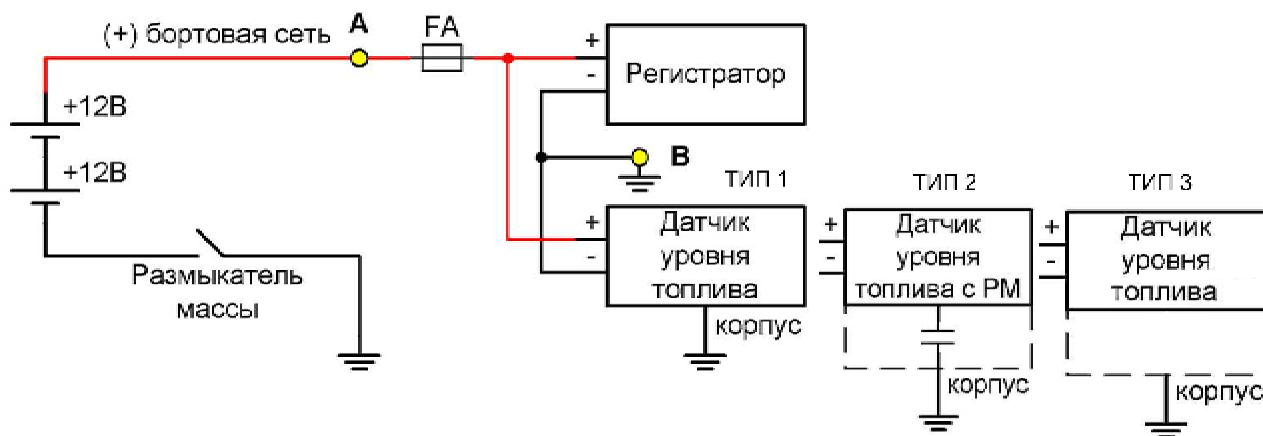 (+) бортовая сеть
A
FA
+
-
Регистратор
+12В
+12В
B
Размыкатель
массы
ТИП 1
+
-
Датчик
уровня
топлива
корпус
ТИП 2
+
-
Датчик
уровня
топлива с РМ
корпус
ТИП 3
+
-
Датчик
уровня
топлива
корпус